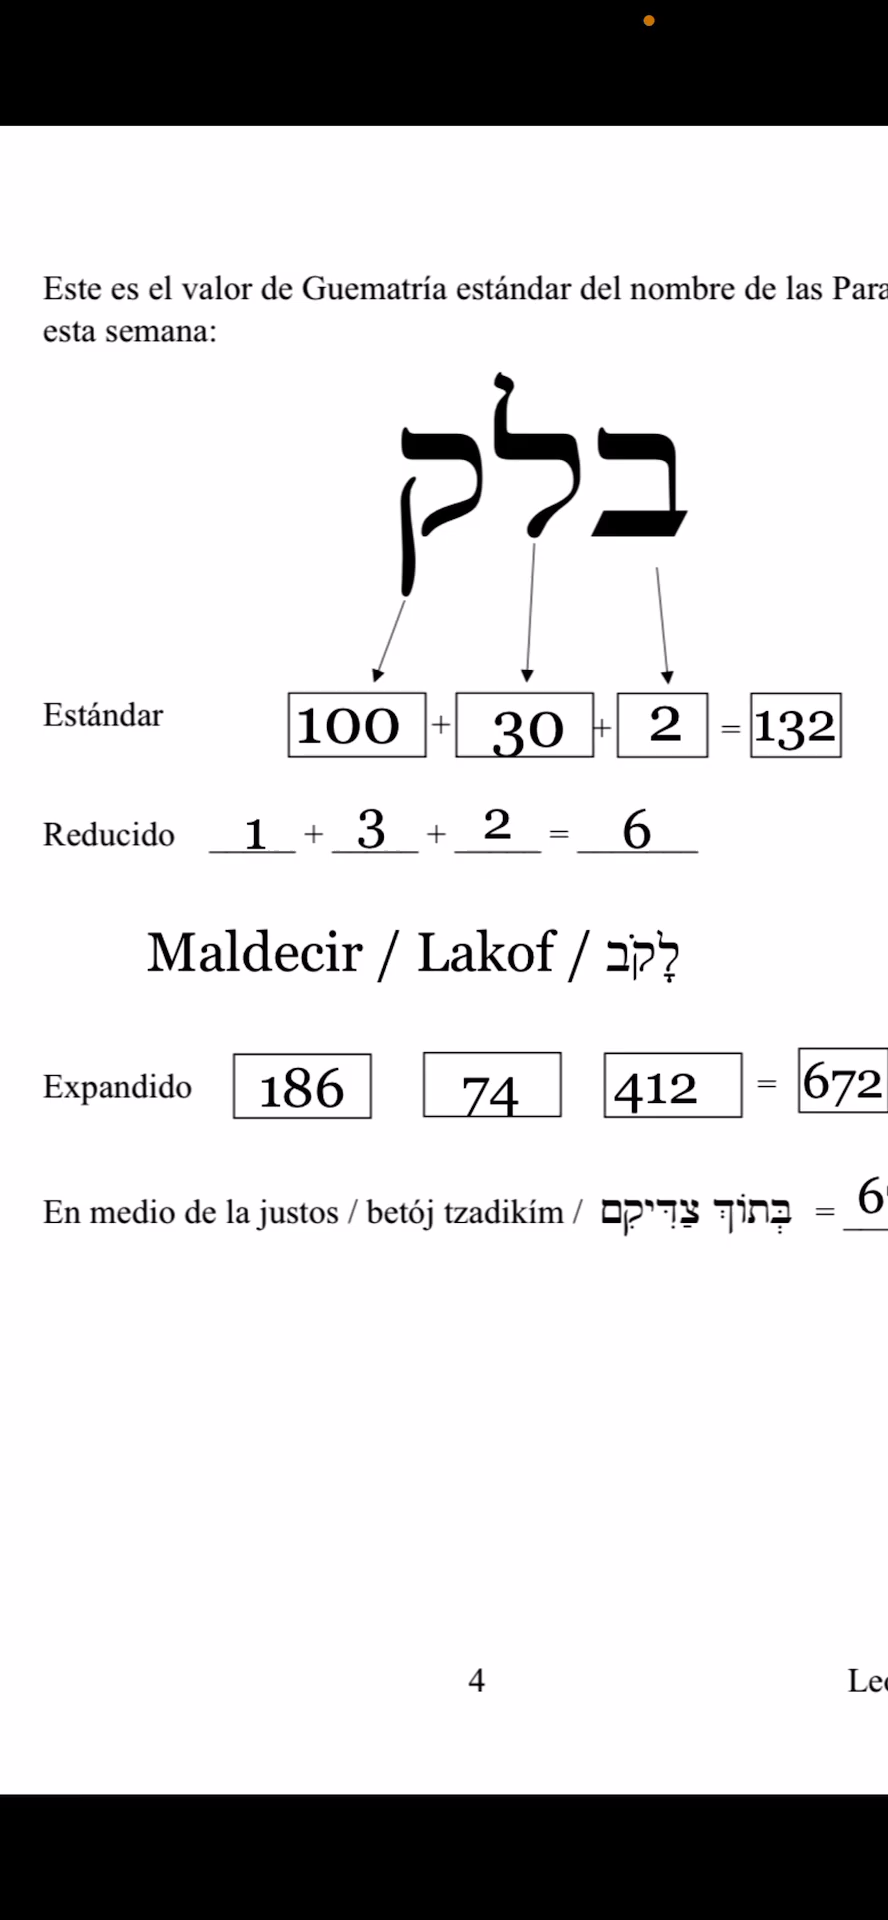 Este es el valor de Guematría estándar del nombre de las
esta semana:
בלק
Estándar 100 + 30 + 2 = 132
Reducido 1 + 3 + 2 = 6
Maldecir / Lakof / לָקֹב
Expandido 186 74 412 = 672
En medio de la justos / betój tzadikím / בְּתוֹךְ צַדִּיקִם = 6
4